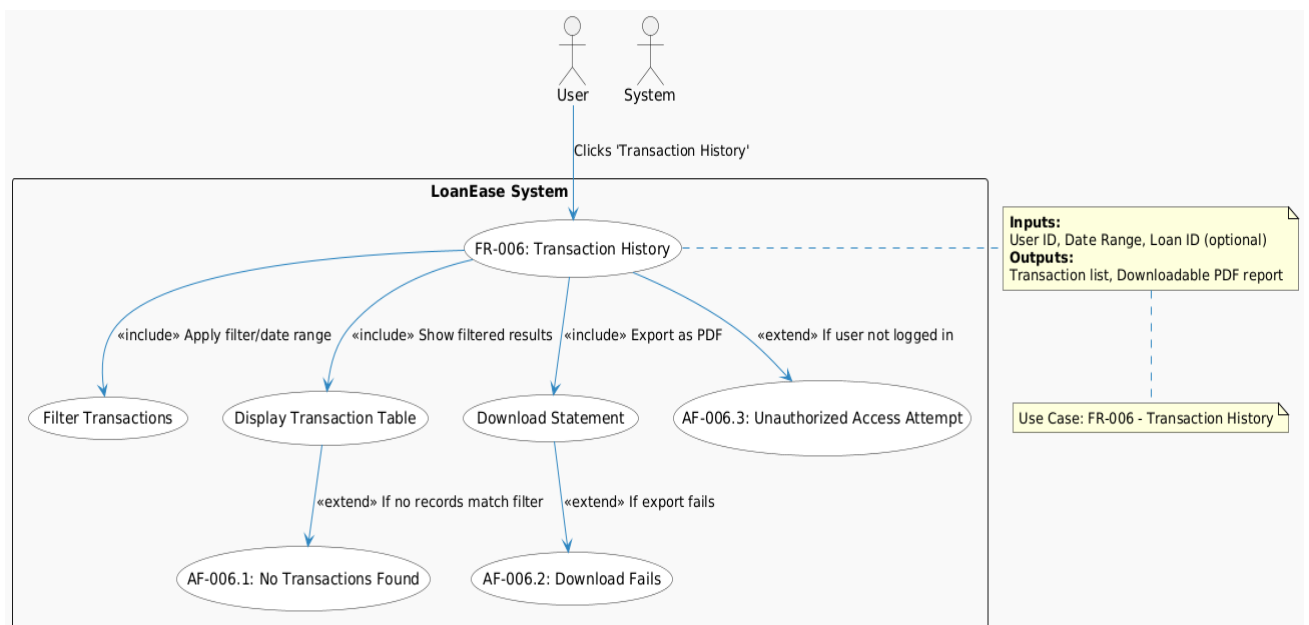 User
System
Clicks 'Transaction History'
LoanEase System
FR-006: Transaction History
Inputs:
User ID, Date Range, Loan ID (optional)
Outputs:
Transaction list, Downloadable PDF report
«include» Apply filter/date range
«include» Show filtered results
«include» Export as PDF
«extend» If user not logged in
Filter Transactions
Display Transaction Table
Download Statement
AF-006.3: Unauthorized Access Attempt
Use Case: FR-006 - Transaction History
«extend» If no records match filter
«extend» If export fails
AF-006.1: No Transactions Found
AF-006.2: Download Fails